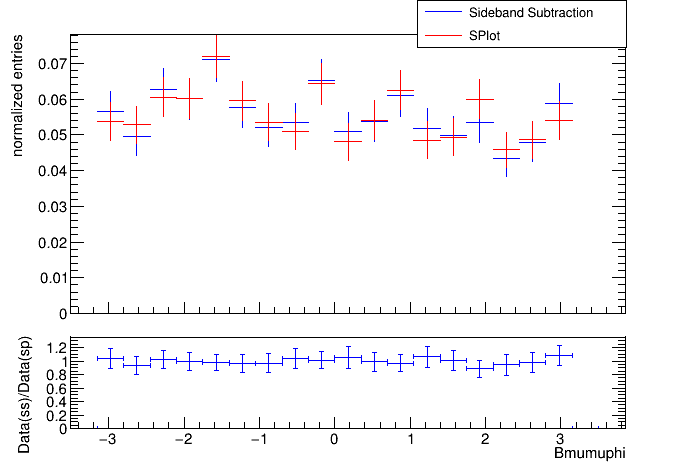 Sideband Subtraction
SPlot
normalized entries
0.07
0.06
0.05
0.04
0.03
0.02
0.01
0
Data(ss)/Data(sp)
1.2
1
0.8
0.6
0.4
0.2
0
−3 −2 −1 0 1 2 3
Bmumuphi